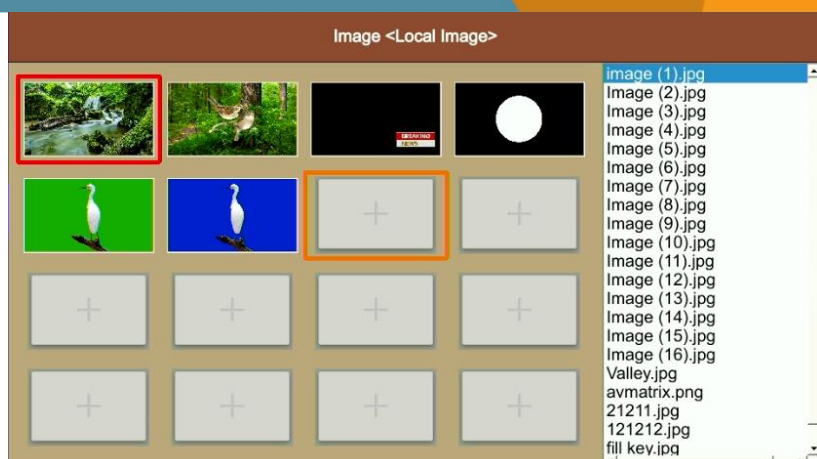 Image <Local Image>
BREAKING
NEWS
image (1).jpg
Image (2).jpg
Image (3).jpg
Image (4).jpg
Image (5).jpg
Image (6).jpg
Image (7).jpg
Image (8).jpg
Image (9).jpg
Image (10).jpg
Image (11).jpg
Image (12).jpg
Image (13).jpg
Image (14).jpg
Image (15).jpg
Image (16).jpg
Valley.jpg
avmatrix.png
21211.jpg
121212.jpg
fill key.jpg